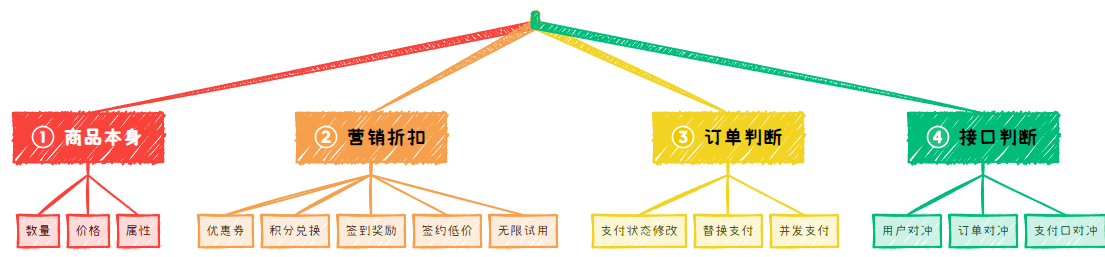 ① 商品本身
② 营销折扣
③ 订单判断
④ 接口判断
数量
价格
属性
优惠券
积分兑换
签到奖励
签约低价
无限试用
支付状态修改
替换支付
并发支付
用户对冲
订单对冲
支付口对冲